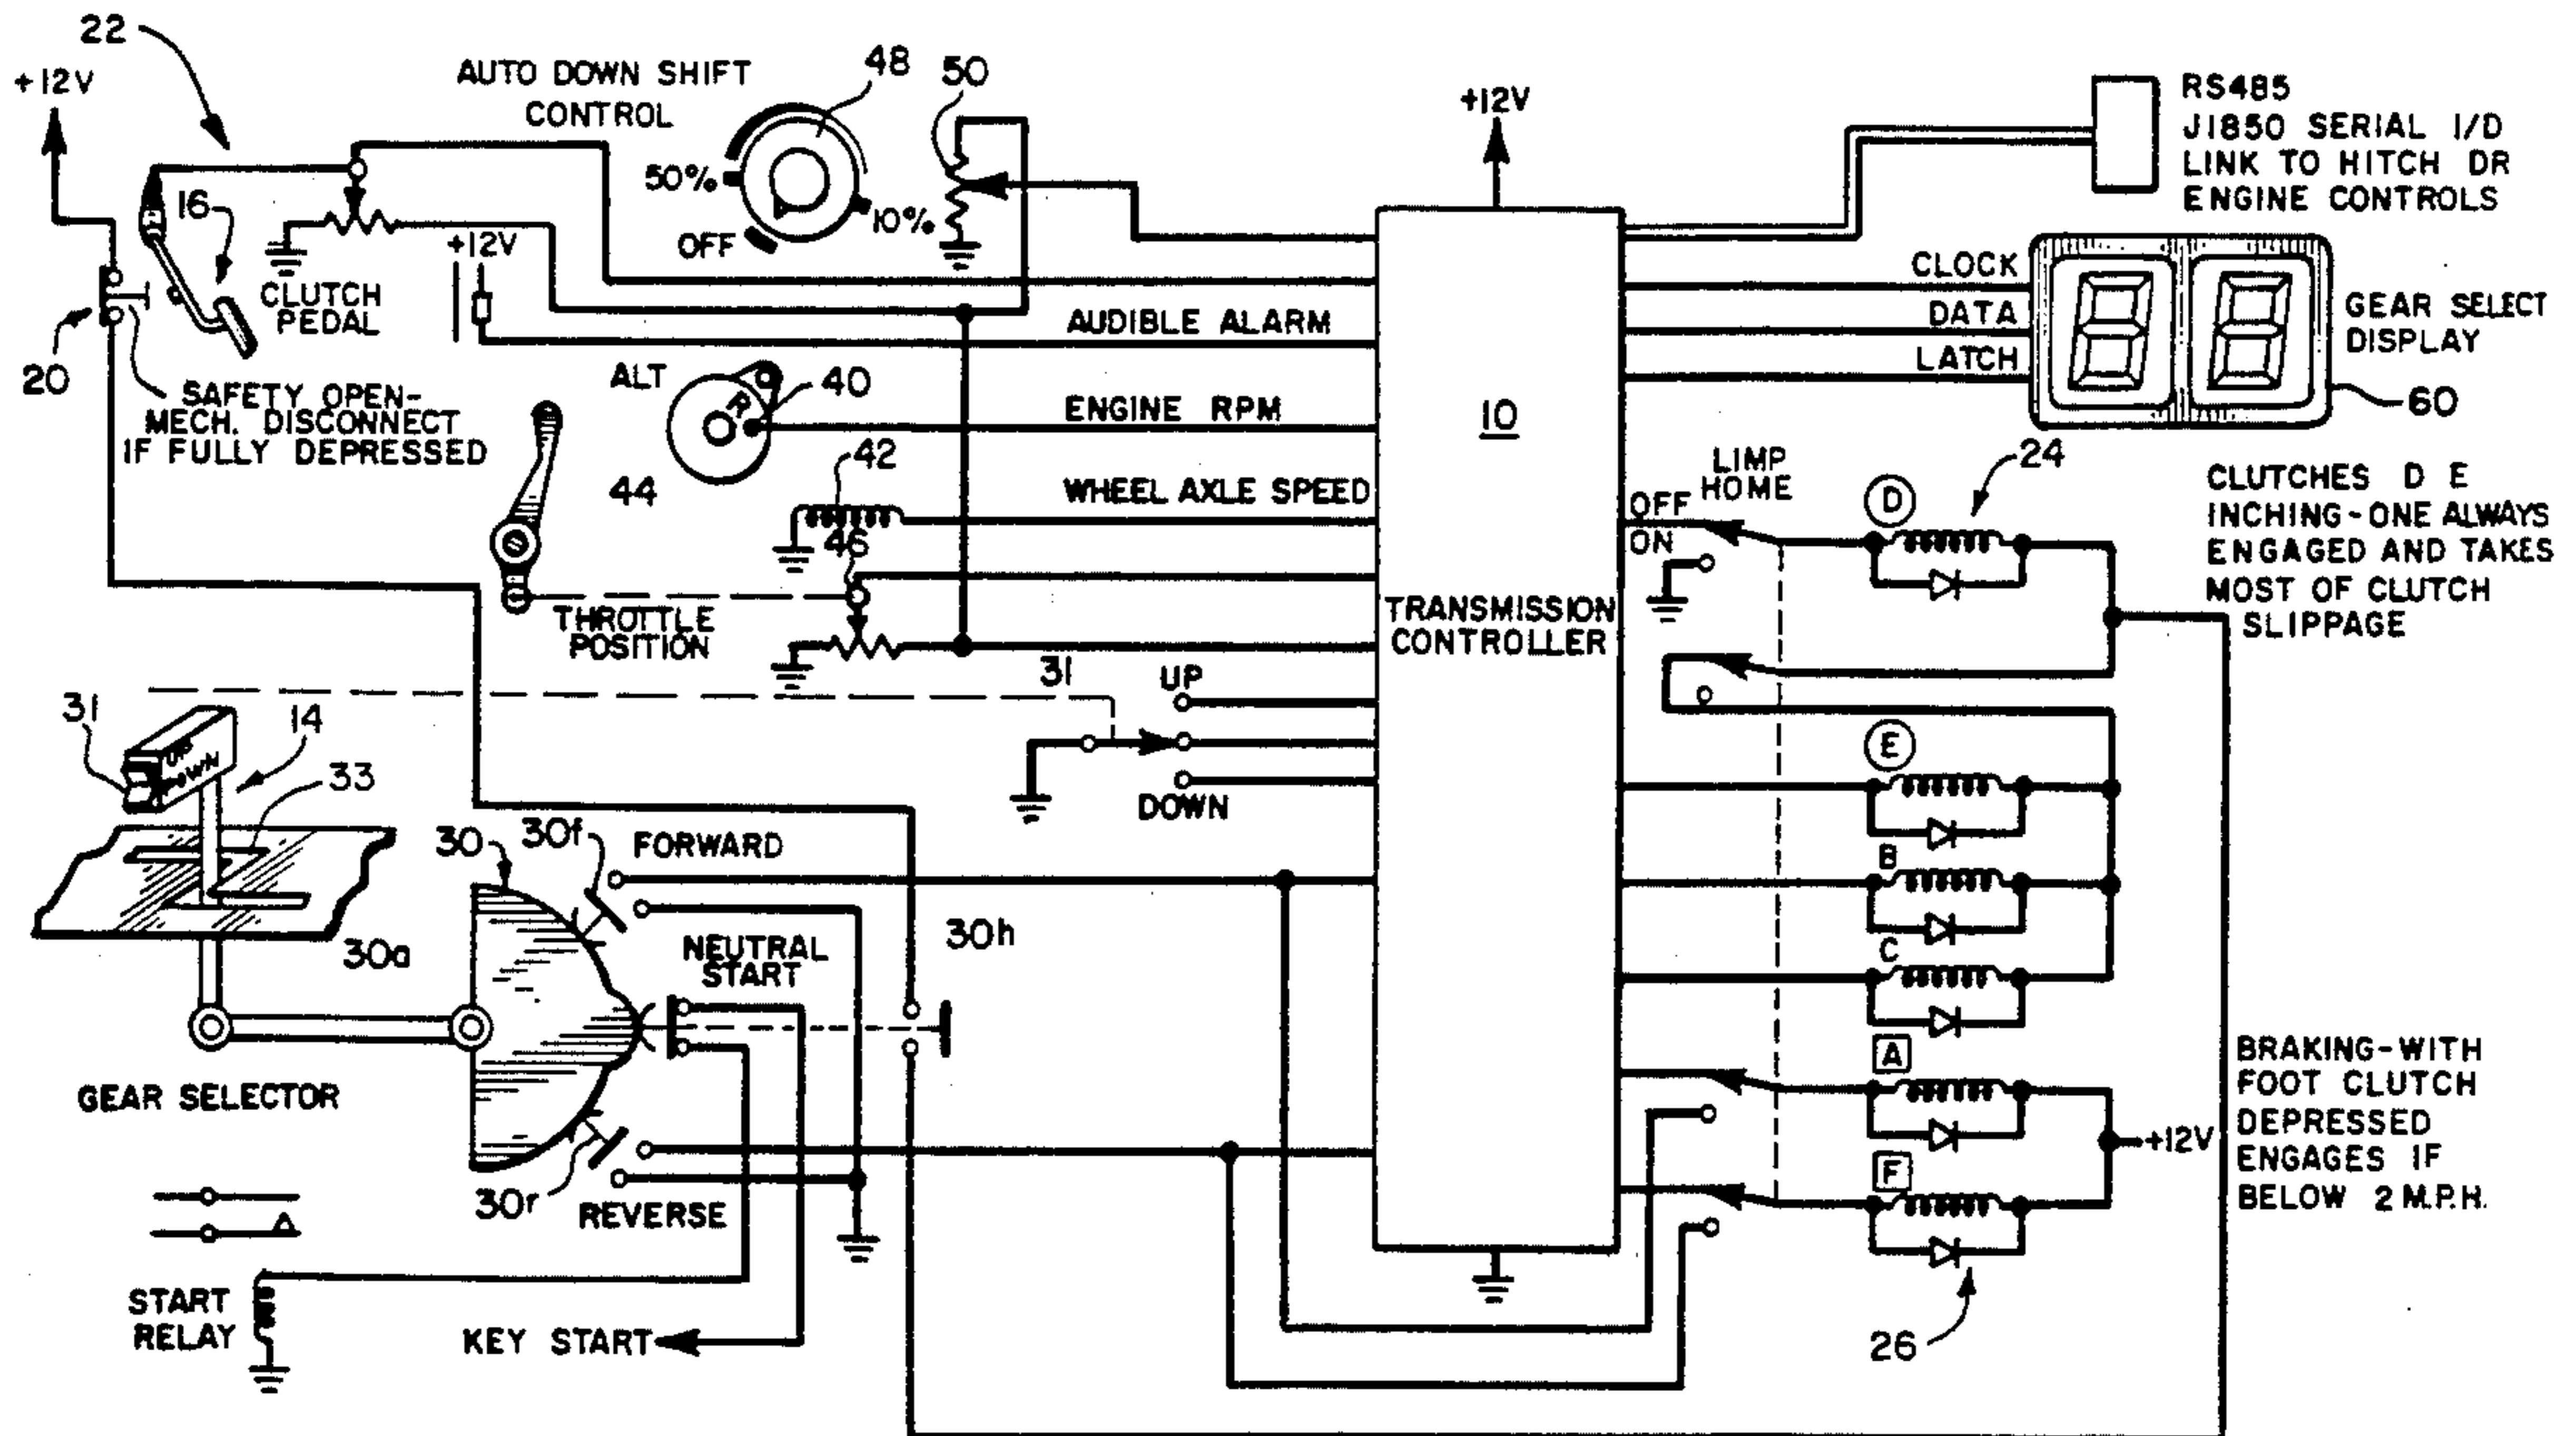 22
+12V
AUTO DOWN SHIFT
CONTROL
48
50
50%
10%
OFF
16
+12V
CLUTCH
PEDAL
20
SAFETY OPEN-
MECH. DISCONNECT
IF FULLY DEPRESSED
AUDIBLE ALARM
ALT
R
40
ENGINE RPM
44
42
WHEEL AXLE SPEED
46
THROTTLE
POSITION
31
UP
DOWN
31
UP
DOWN
14
33
30a
GEAR SELECTOR
30
30f
FORWARD
NEUTRAL
START
30h
30r
REVERSE
START
RELAY
KEY START
+12V
10
TRANSMISSION
CONTROLLER
RS485
J1850 SERIAL I/D
LINK TO HITCH DR
ENGINE CONTROLS
CLOCK
DATA
LATCH
GEAR SELECT
DISPLAY
60
LIMP
HOME
OFF
ON
D
24
CLUTCHES D E
INCHING-ONE ALWAYS
ENGAGED AND TAKES
MOST OF CLUTCH
SLIPPAGE
E
B
C
A
F
+12V
26
BRAKING-WITH
FOOT CLUTCH
DEPRESSED
ENGAGES IF
BELOW 2 M.P.H.